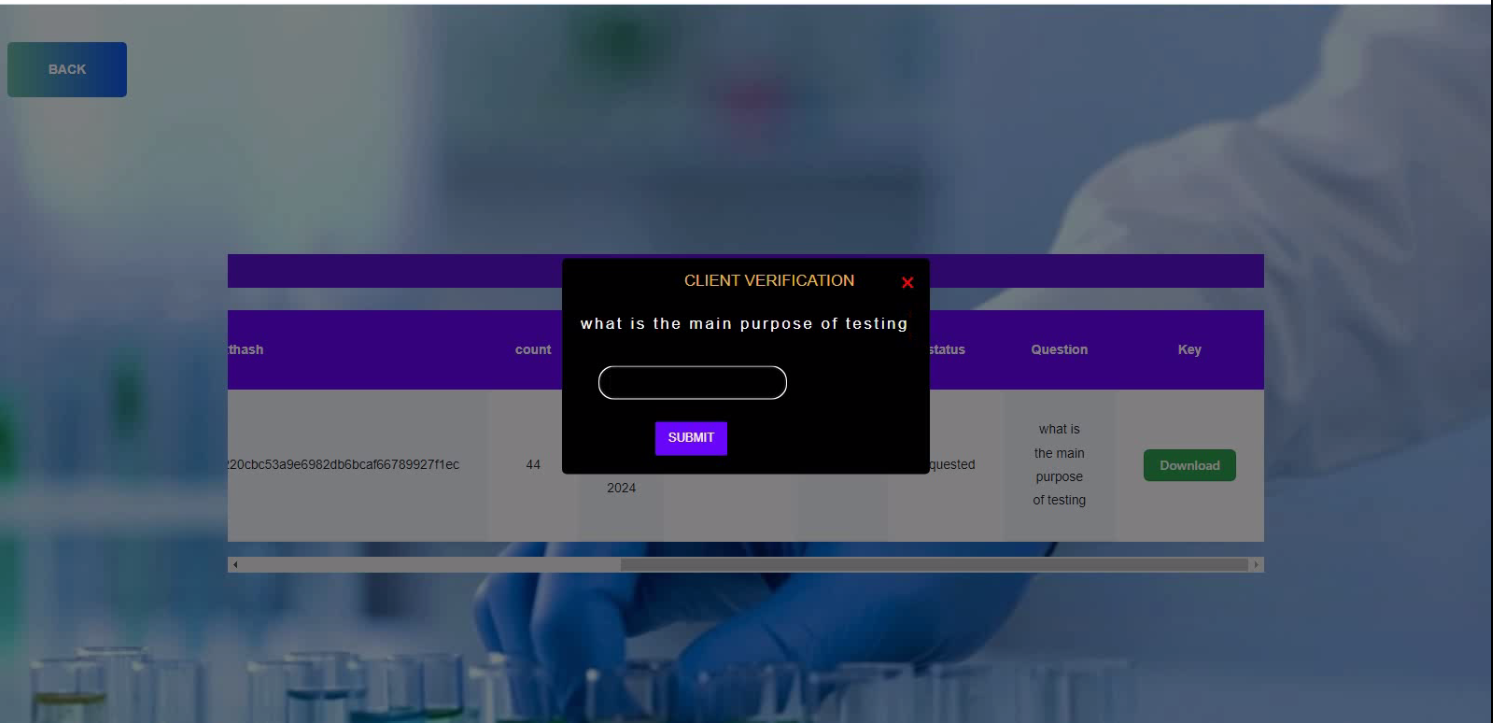 BACK
CLIENT VERIFICATION
what is the main purpose of testing
SUBMIT
thash count status Question Key
220cbc53a9e6982db6bcaf66789927f1ec 44 2024 quested what is the main purpose of testing Download